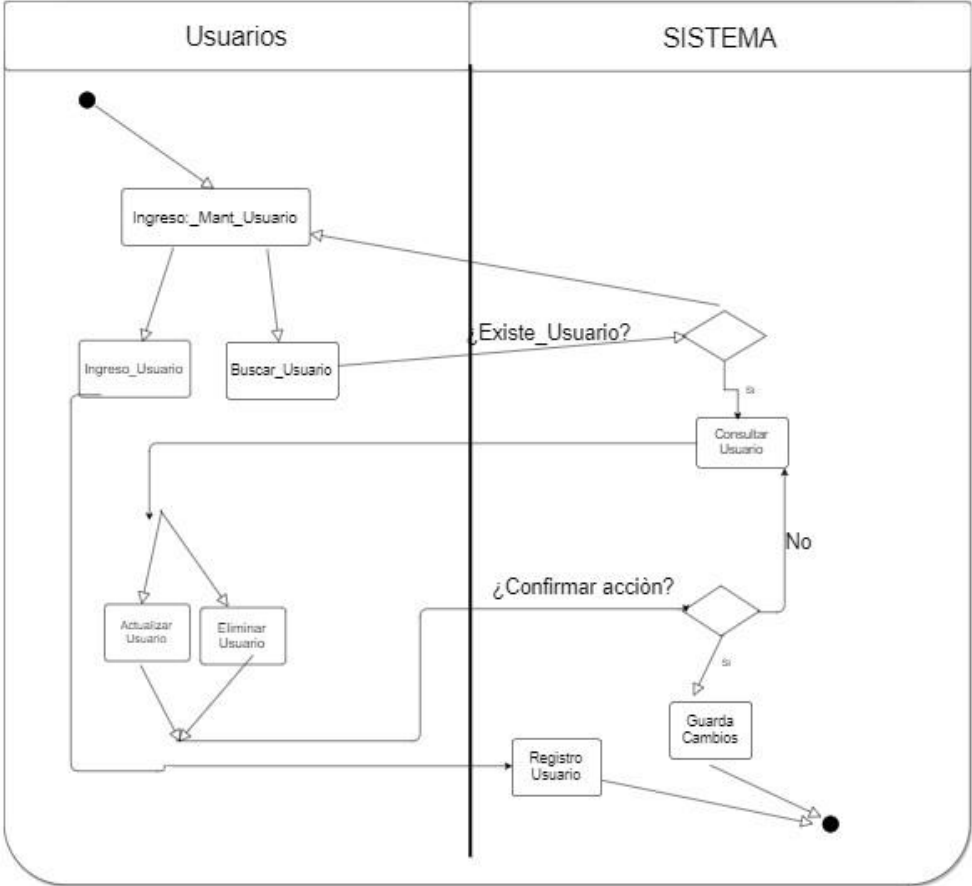 Usuarios
SISTEMA
Ingreso:_Mant_Usuario
¿Existe_Usuario?
Ingreso_Usuario
Buscar_Usuario
Si
Consultar
Usuario
No
¿Confirmar acciòn?
Actualizar
Usuario
Eliminar
Usuario
Si
Guarda
Cambios
Registro
Usuario